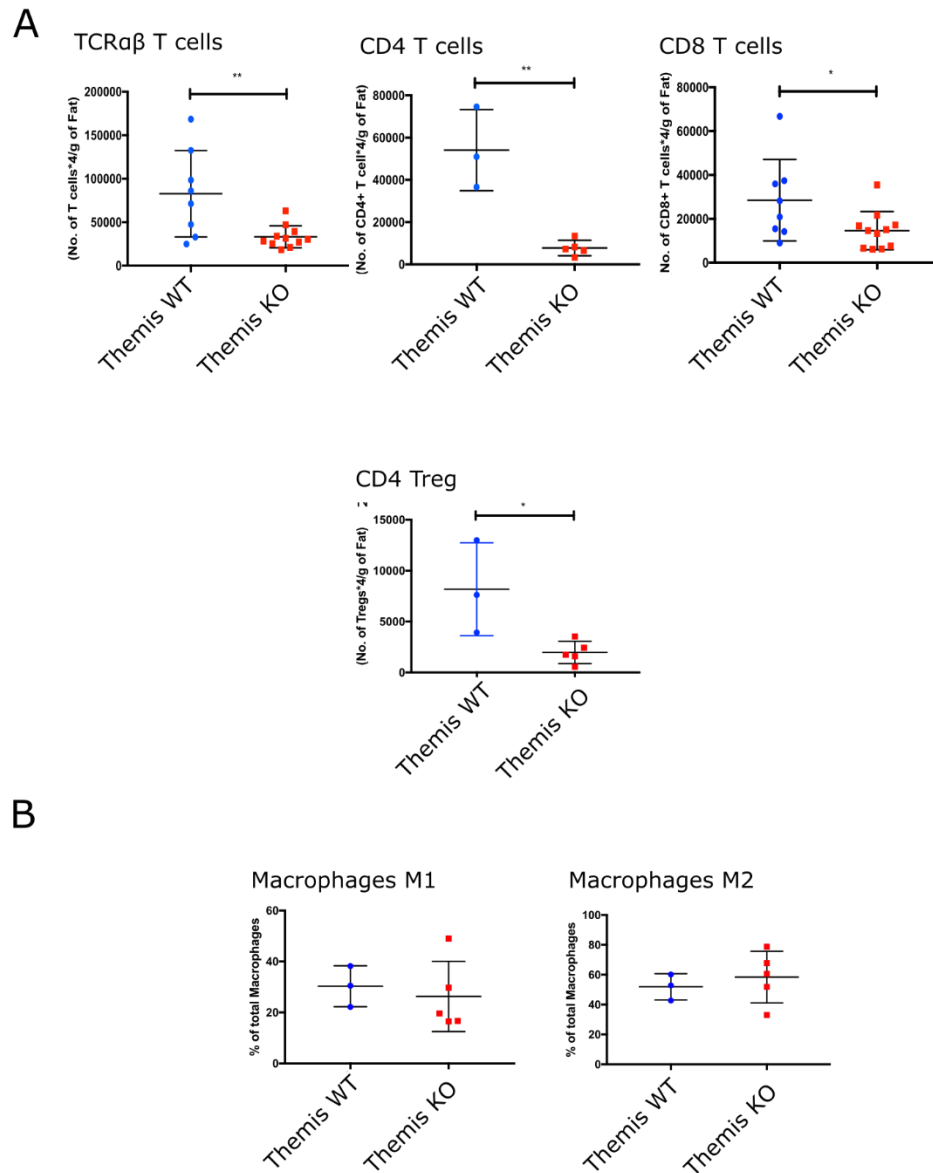 A
TCRαβ T cells
**
(No. of T cells*4/g of Fat)
200000
150000
100000
50000
0
Themis WT
Themis KO
CD4 T cells
**
(No. of CD4+ T cell*4/g of Fat)
80000
60000
40000
20000
0
Themis WT
Themis KO
CD8 T cells
*
No. of CD8+ T cells*4/g of Fat)
80000
60000
40000
20000
0
Themis WT
Themis KO
CD4 Treg
*
(No. of Tregs*4/g of Fat)
15000
10000
5000
0
Themis WT
Themis KO
B
Macrophages M1
% of total Macrophages
60
40
20
0
Themis WT
Themis KO
Macrophages M2
% of total Macrophages
100
80
60
40
20
0
Themis WT
Themis KO